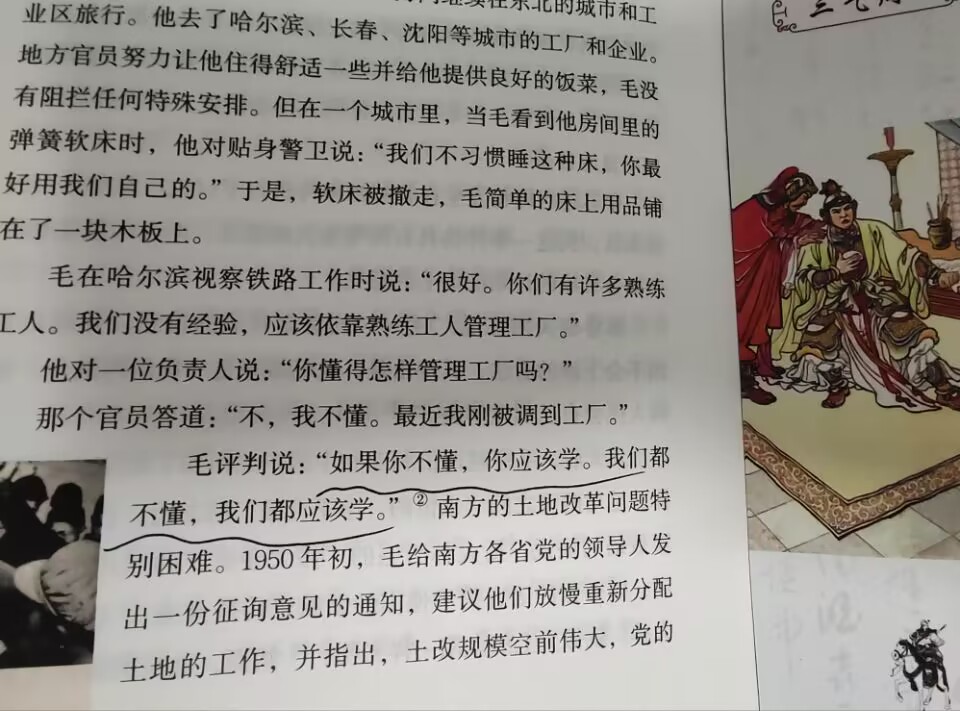 继续在东北的城市和工
业区旅行。他去了哈尔滨、长春、沈阳等城市的工厂和企业。
地方官员努力让他住得舒适一些并给他提供良好的饭菜，毛没
有阻拦任何特殊安排。但在一个城市里，当毛看到他房间里的
弹簧软床时，他对贴身警卫说：“我们不习惯睡这种床，你最
好用我们自己的。”于是，软床被撤走，毛简单的床上用品铺
在了一块木板上。
毛在哈尔滨视察铁路工作时说：“很好。你们有许多熟练
工人。我们没有经验，应该依靠熟练工人管理工厂。”
他对一位负责人说：“你懂得怎样管理工厂吗？”
那个官员答道：“不，我不懂。最近我刚被调到工厂。”
毛评判说：“如果你不懂，你应该学。我们都
不懂，我们都应该学。”②南方的土地改革问题特
别困难。1950年初，毛给南方各省党的领导人发
出一份征询意见的通知，建议他们放慢重新分配
土地的工作，并指出，土改规模空前伟大，党的